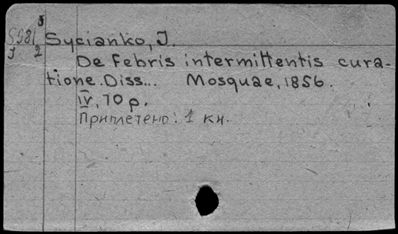 Sycianko, J.
De Febris intermittentis cura-
tione. Diss... Mosquae, 1856.
IV, 70 p.
Приплетено: 1 кн.